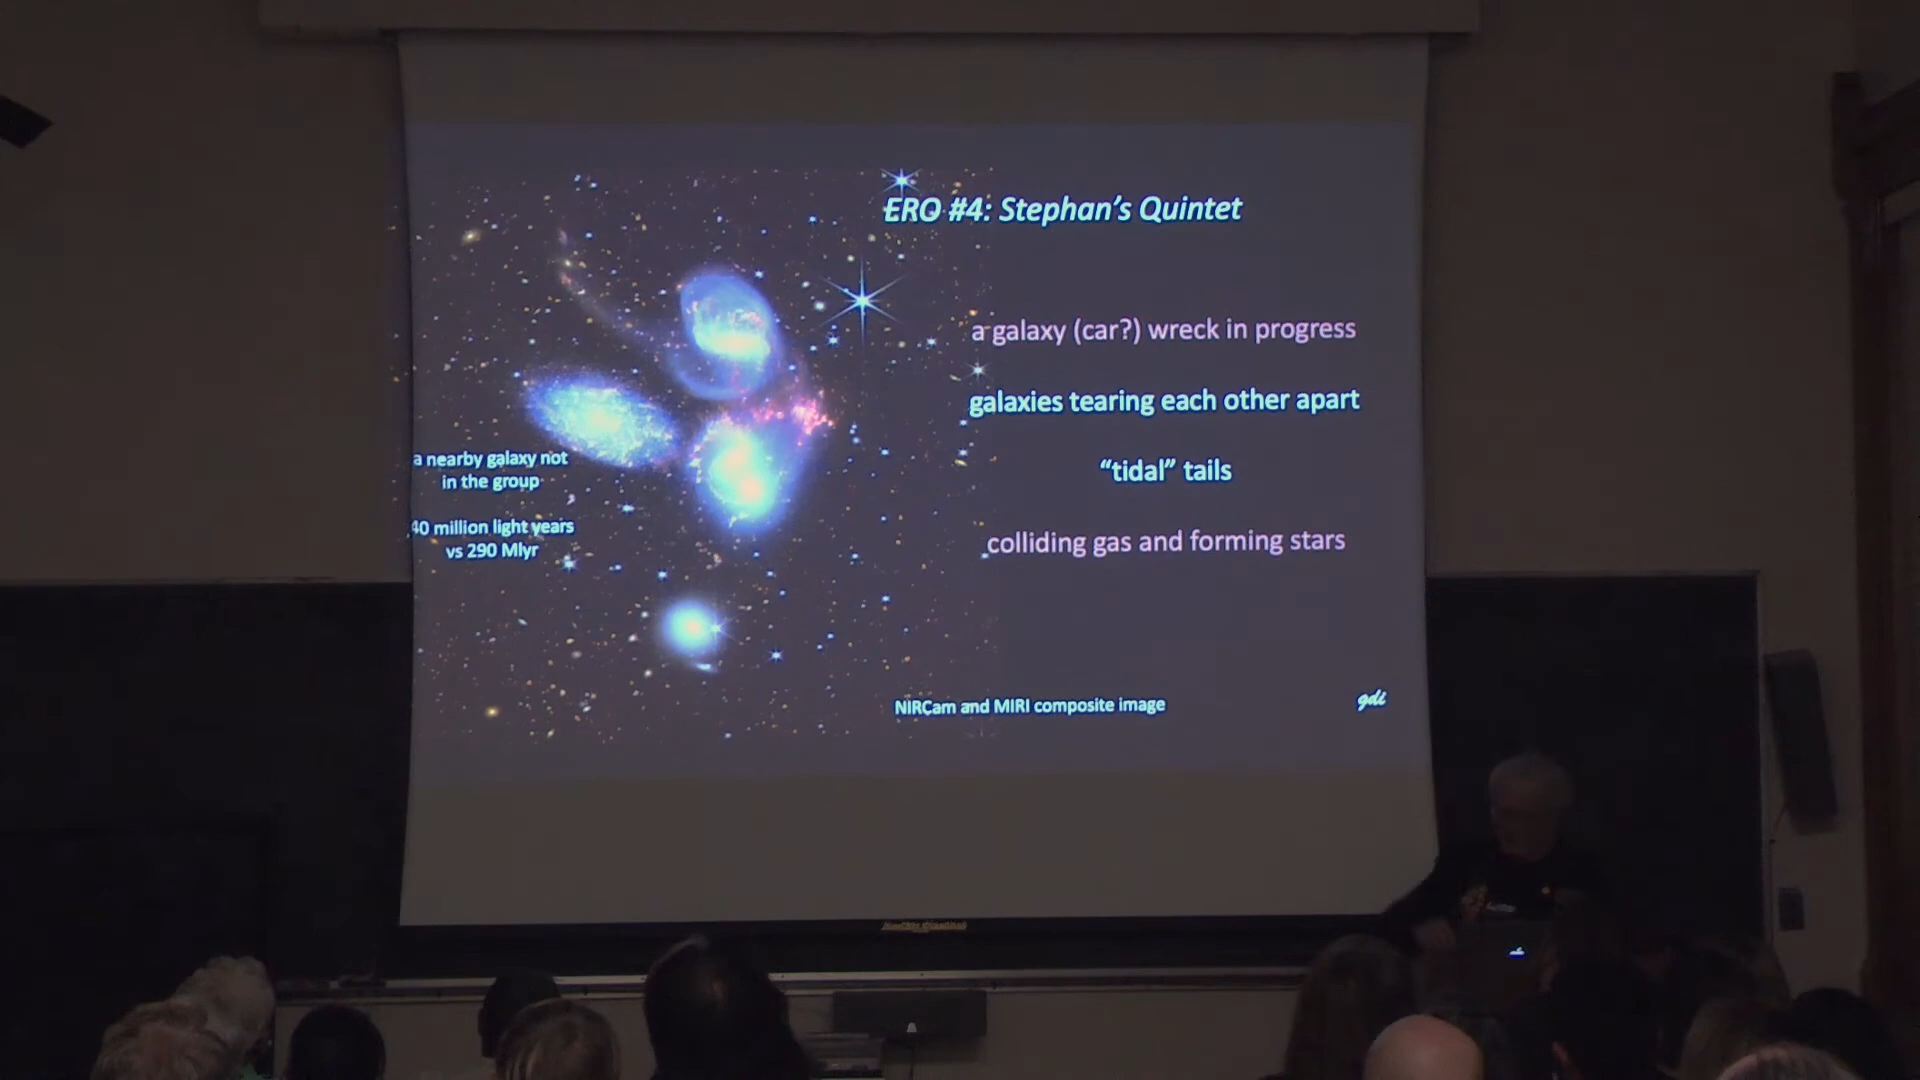 ERO #4: Stephan's Quintet
a galaxy (car?) wreck in progress
galaxies tearing each other apart
"tidal" tails
colliding gas and forming stars
a nearby galaxy not
in the group
40 million light years
vs 290 Mlyr
NIRCam and MIRI composite image
gdi